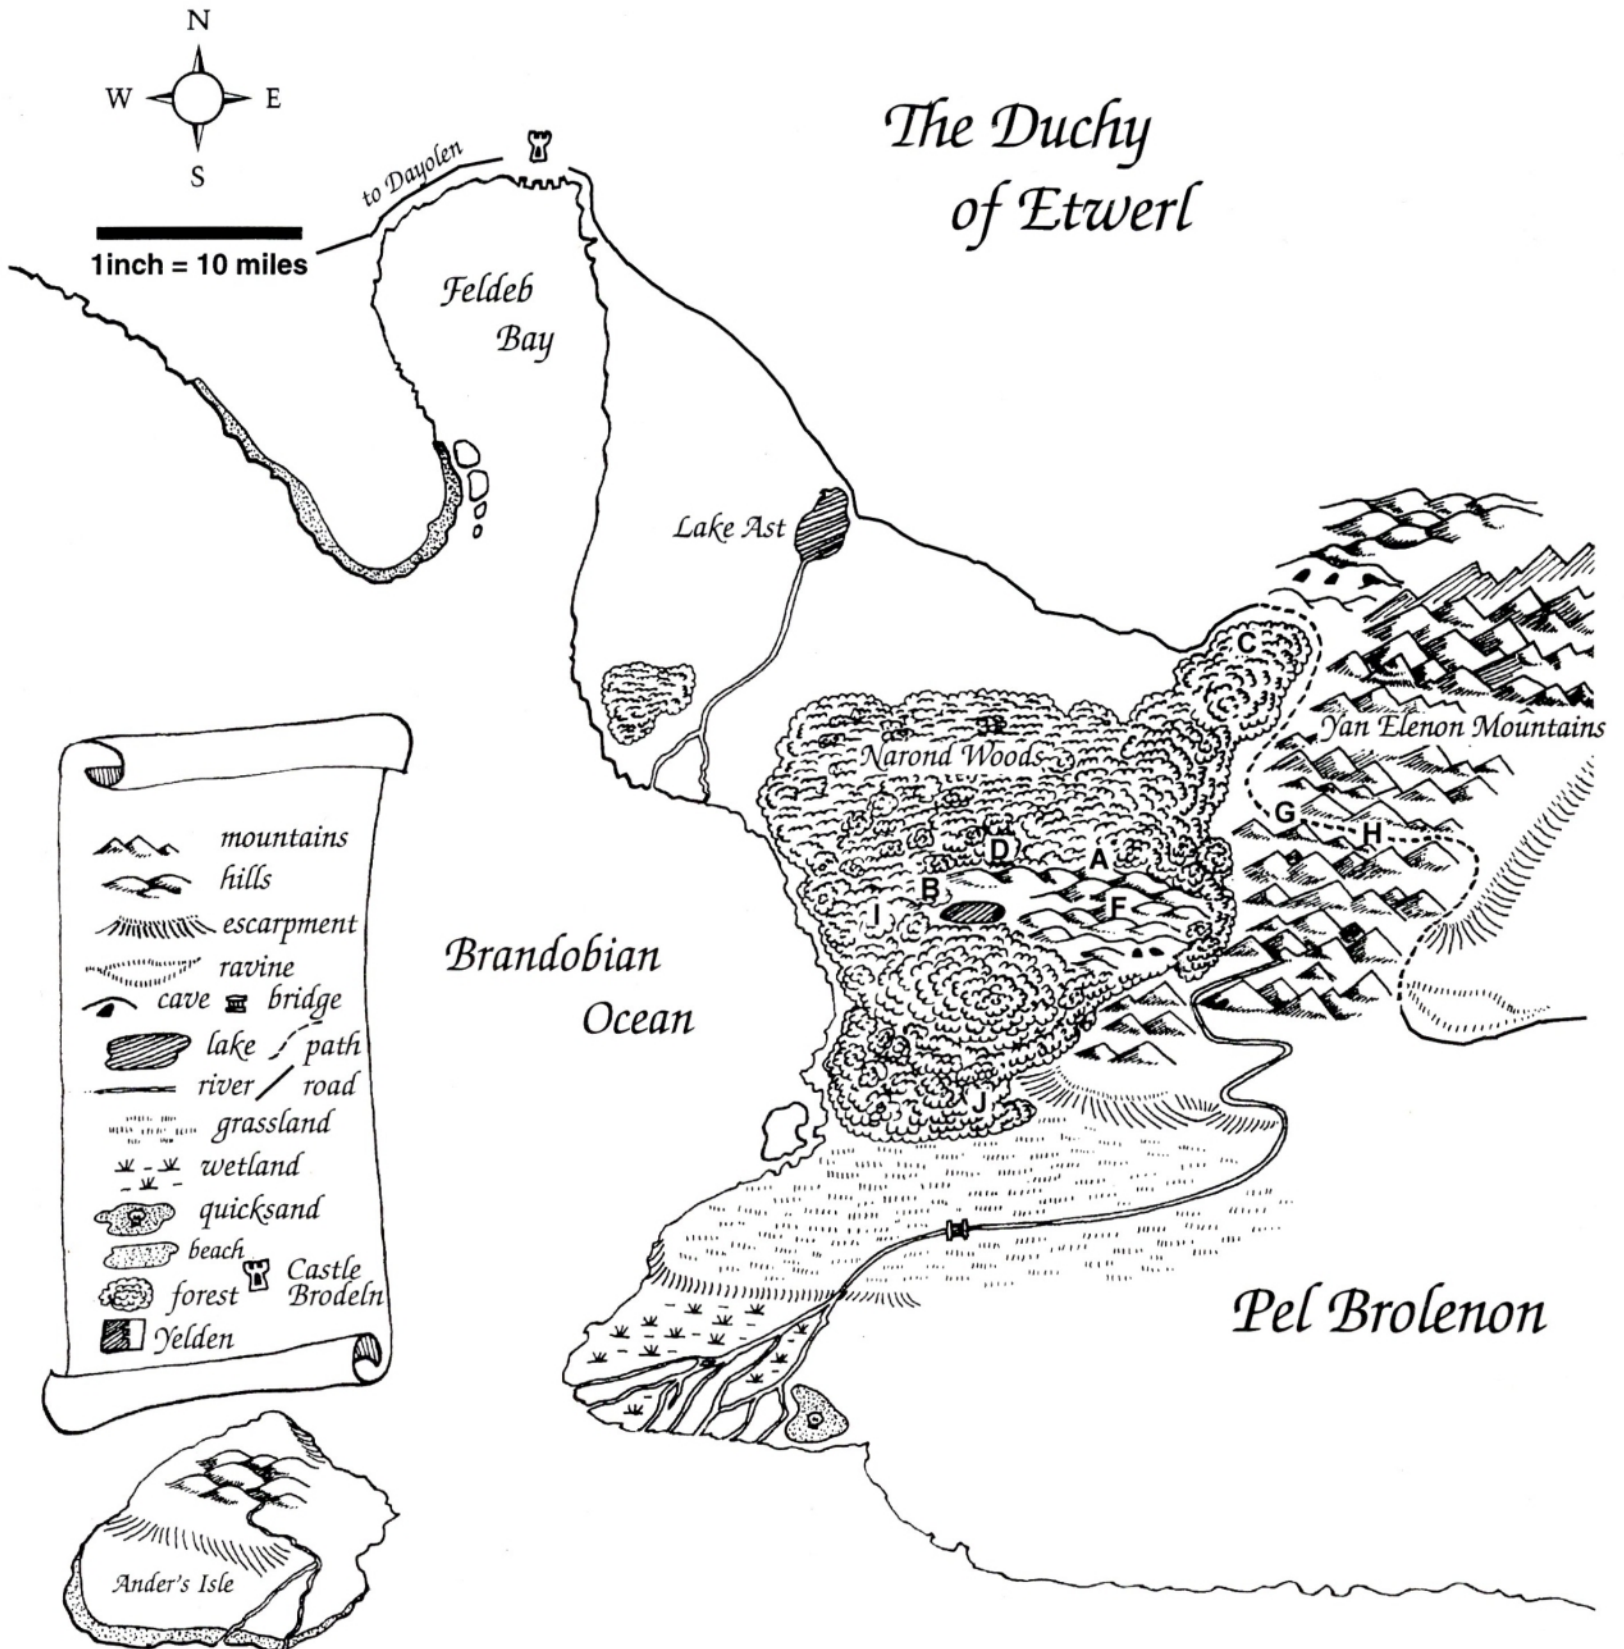 N
W E
S
1inch = 10 miles
to Dayolen
The Duchy
of Etwerl
Feldeb
Bay
Lake Ast
C
Yan Elenon Mountains
Narond Woods
G
H
D
A
B
F
I
J
Brandobian
Ocean
mountains
hills
escarpment
ravine
cave bridge
lake path
river road
grassland
wetland
quicksand
beach
forest
Castle
Brodeln
Yelden
Pel Brolenon
Ander's Isle